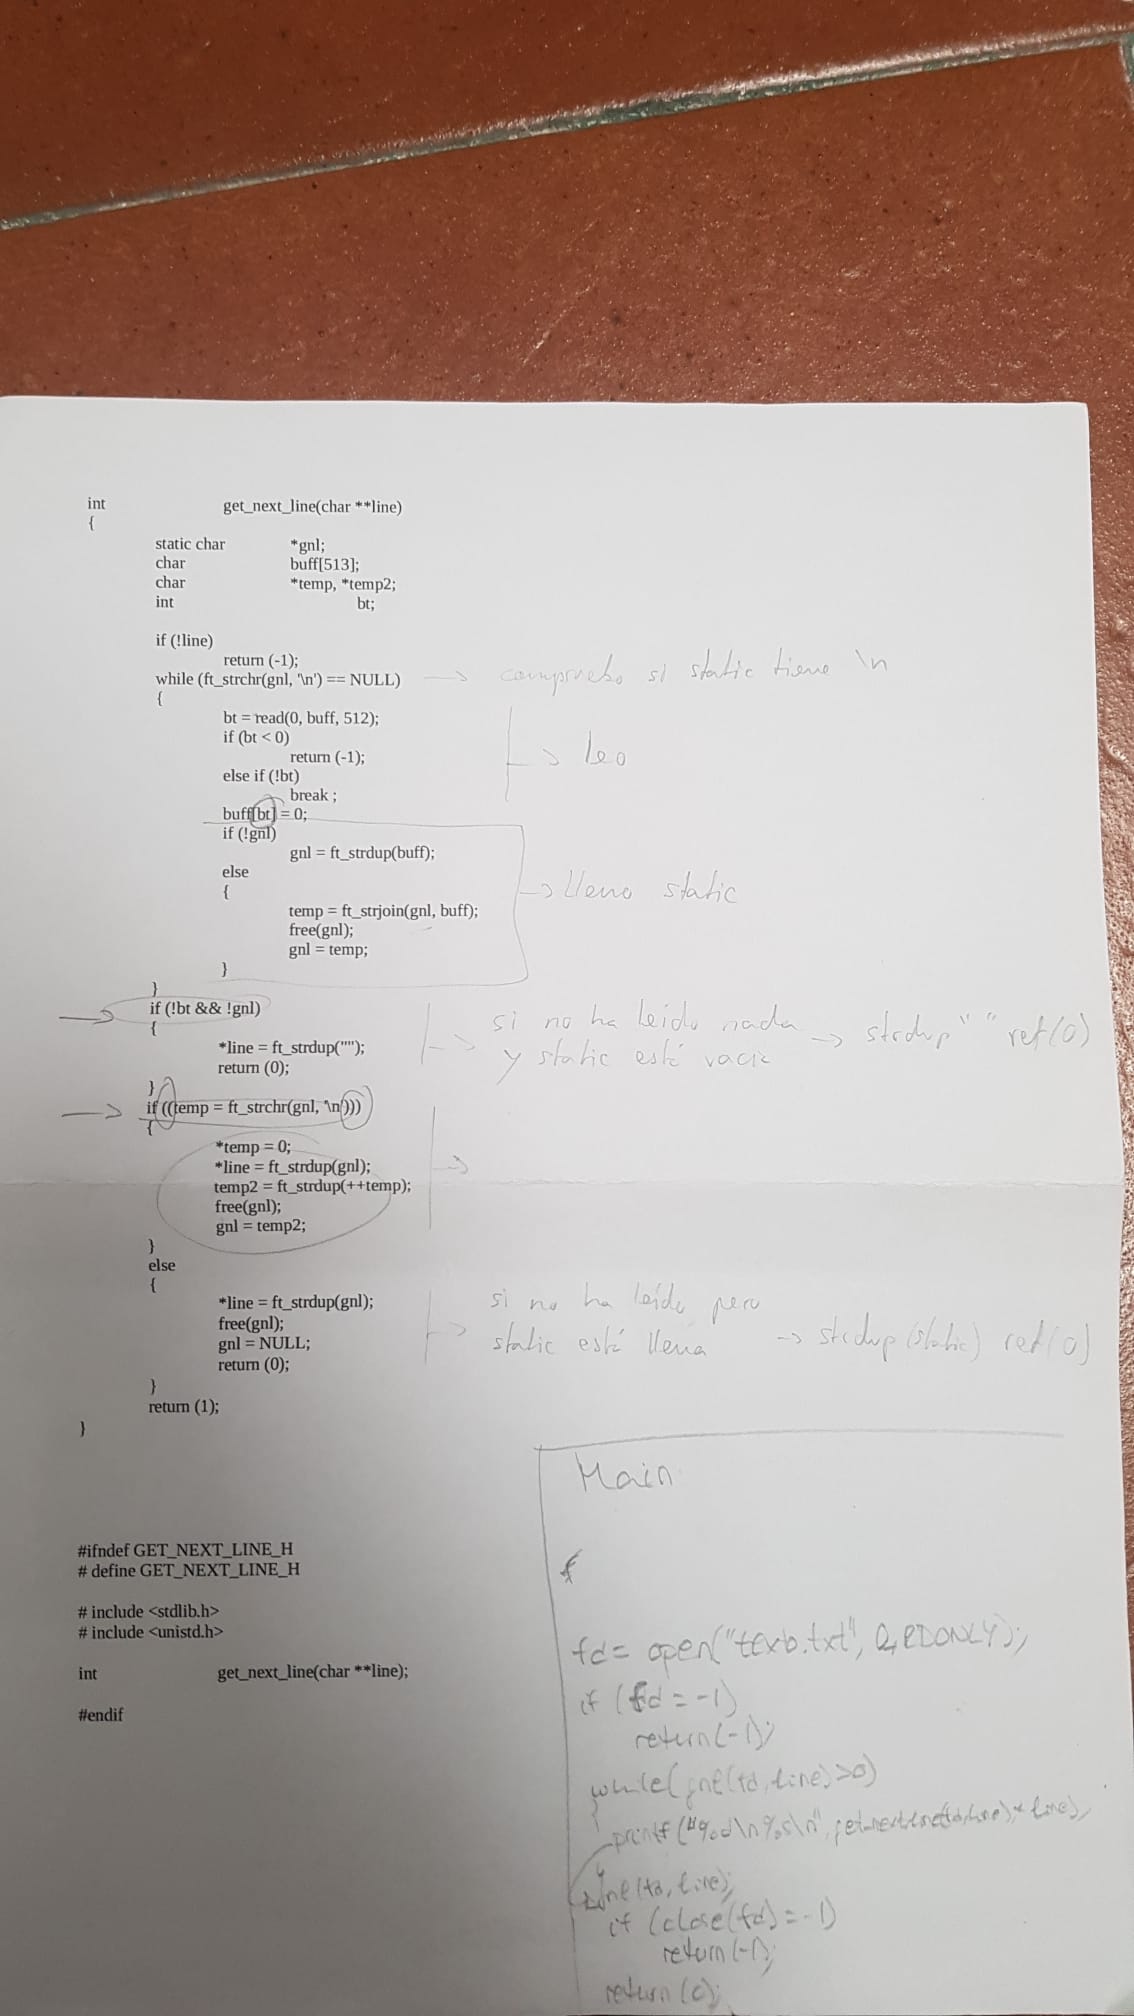 int get_next_line(char **line)
{
static char *gnl;
char buff[513];
char *temp, *temp2;
int bt;
if (!line)
return (-1);
while (ft_strchr(gnl, '\n') == NULL) → compruebo si static tiene \n
{
bt = read(0, buff, 512);
if (bt < 0)
→ leo
return (-1);
else if (!bt)
break ;
buff[bt] = 0;
if (!gnl)
gnl = ft_strdup(buff);
else
→ lleno static
{
temp = ft_strjoin(gnl, buff);
free(gnl);
gnl = temp;
}
}
→ if (!bt && !gnl)
si no ha leido nada → strdup " " ret(0)
y static está vacia
{
*line = ft_strdup("");
return (0);
}
→ if ((temp = ft_strchr(gnl, '\n')))
{
*temp = 0;
*line = ft_strdup(gnl);
→
temp2 = ft_strdup(++temp);
free(gnl);
gnl = temp2;
}
else
{
*line = ft_strdup(gnl);
free(gnl);
gnl = NULL;
return (0);
→ si no ha leído pero
static está llena → strdup (static) ret(0)
}
return (1);
}
#ifndef GET_NEXT_LINE_H
# define GET_NEXT_LINE_H
# include <stdlib.h>
# include <unistd.h>
int get_next_line(char **line);
#endif
Main
{
fd = open(", O_RDONLY);
if (fd = -1)
return(-1);
while(gnl(fd, line) > 0)
printf("%d\n%s\n", line),
(fd, line);
if (close(fd) = -1)
return(-1);
return(0);